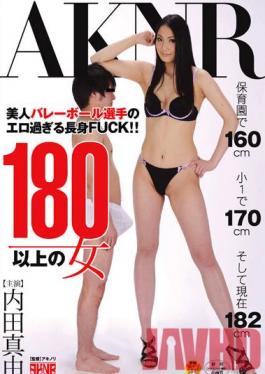 AKNR
美人バレーボール選手の
エロ過ぎる長身FUCK!!
180
以上の女
保育園で
160cm
小1で
170cm
そして現在
182cm
【主演】
内田真由
【監督】アキノリ
AKNR
JAVHD